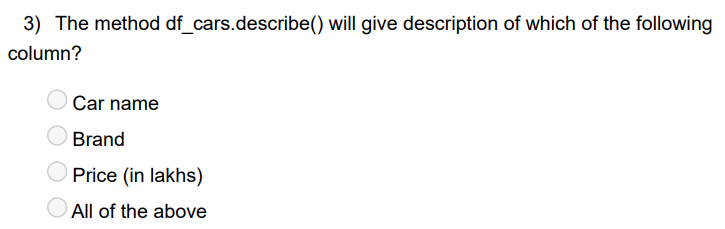 3) The method df_cars.describe() will give description of which of the following
column?
Car name
Brand
Price (in lakhs)
All of the above